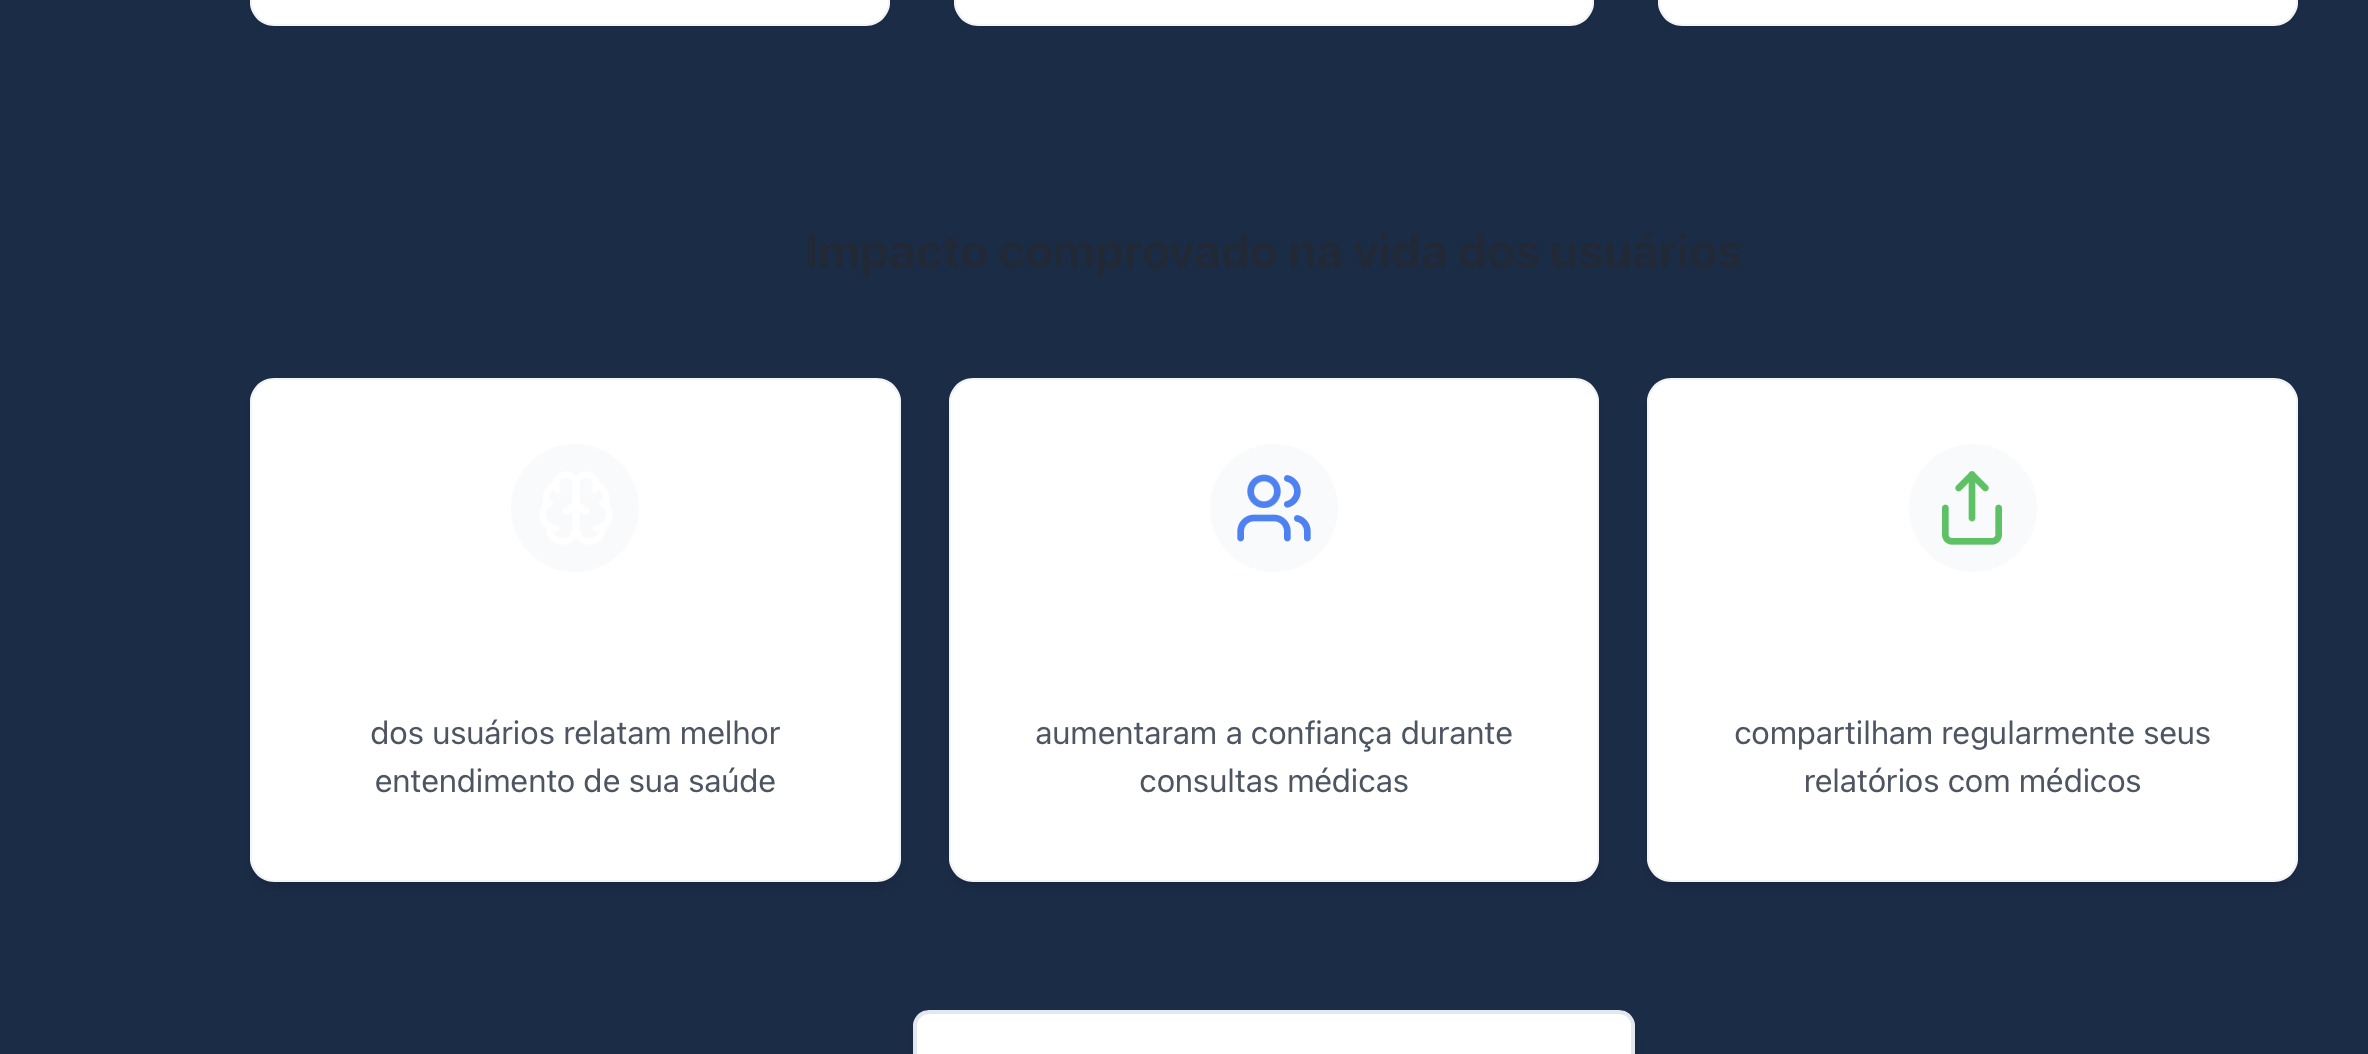 Impacto comprovado na vida dos usuários
dos usuários relatam melhor
entendimento de sua saúde
aumentaram a confiança durante
consultas médicas
compartilham regularmente seus
relatórios com médicos